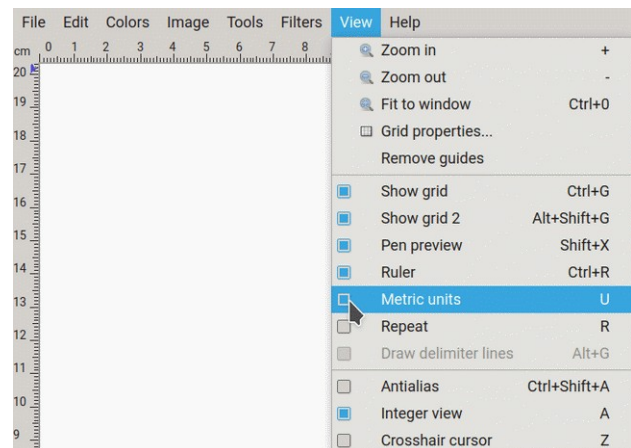 File Edit Colors Image Tools Filters View Help
cm 0 1 2 3 4 5 6 7 8
20
19
18
17
16
15
14
13
12
11
10
9
Zoom in +
Zoom out -
Fit to window Ctrl+0
Grid properties...
Remove guides
Show grid Ctrl+G
Show grid 2 Alt+Shift+G
Pen preview Shift+X
Ruler Ctrl+R
Metric units U
Repeat R
Draw delimiter lines Alt+G
Antialias Ctrl+Shift+A
Integer view A
Crosshair cursor Z